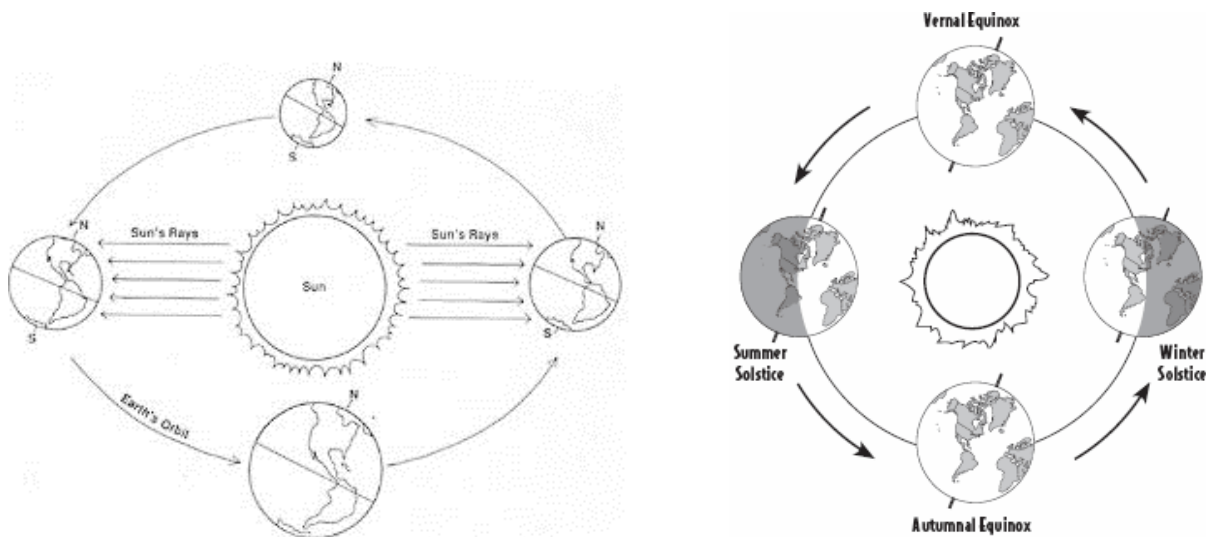 N
S
N
S
Sun's Rays
Sun's Rays
N
S
Sun
Earth's Orbit
N
Vernal Equinox
Summer
Solstice
Winter
Solstice
Autumnal Equinox